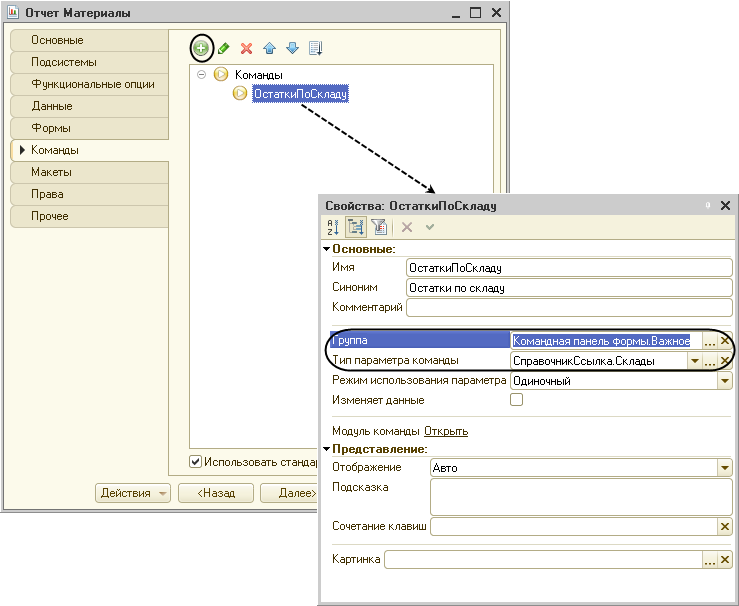 Отчет Материалы
Основные
Подсистемы
Функциональные опции
Данные
Формы
Команды
Макеты
Права
Прочее
Команды
ОстаткиПоСкладу
Использовать стандар
Действия
<Назад
Далее>
Свойства: ОстаткиПоСкладу
Основные:
Имя ОстаткиПоСкладу
Синоним Остатки по складу
Комментарий
Группа Командная панель формы.Важное ...
Тип параметра команды СправочникСсылка.Склады ...
Режим использования параметра Одиночный
Изменяет данные
Модуль команды Открыть
Представление:
Отображение Авто
Подсказка
Сочетание клавиш
Картинка ...